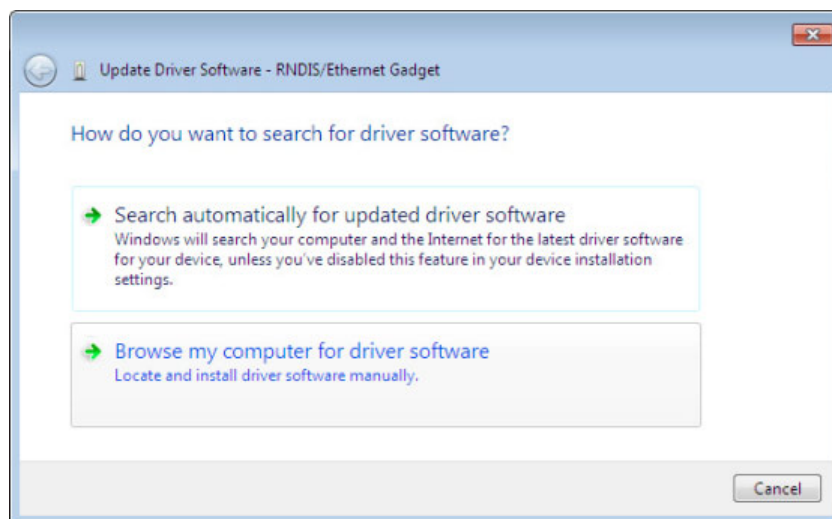 Update Driver Software - RNDIS/Ethernet Gadget
How do you want to search for driver software?
Search automatically for updated driver software
Windows will search your computer and the Internet for the latest driver software
for your device, unless you've disabled this feature in your device installation
settings.
Browse my computer for driver software
Locate and install driver software manually.
Cancel